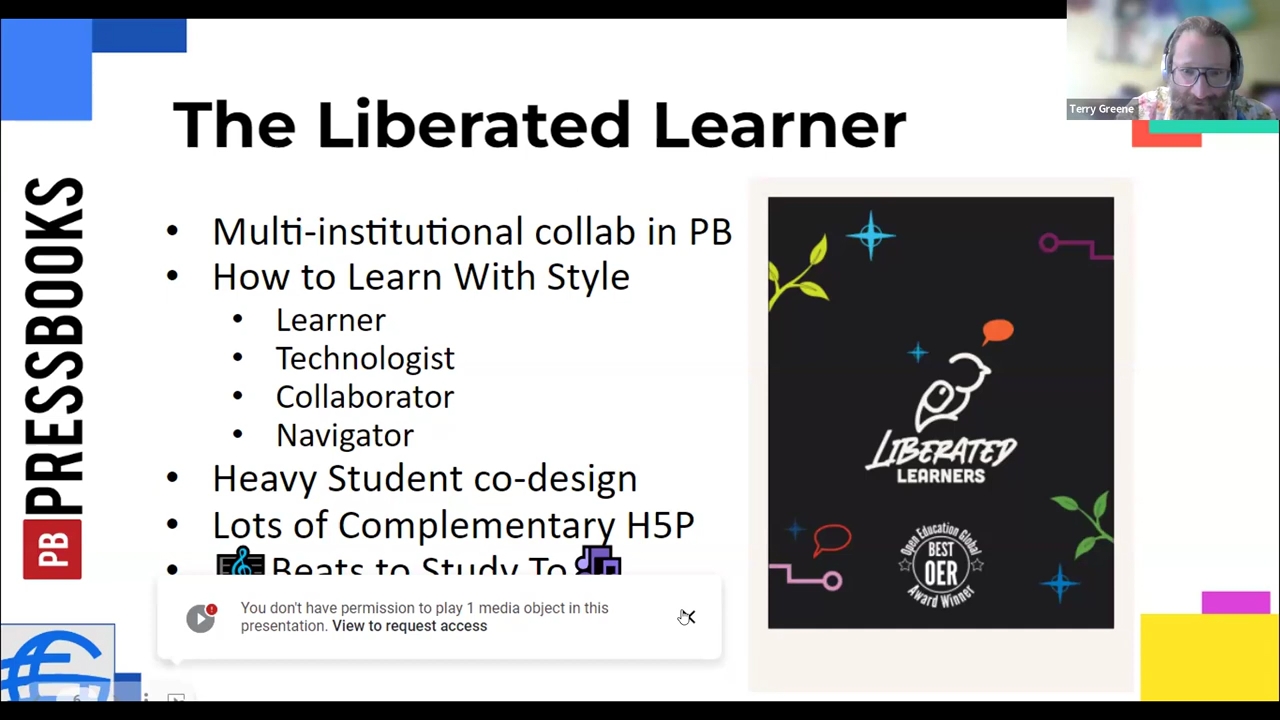 Terry Greene
The Liberated Learner
PRESSBOOKS
PB
• Multi-institutional collab in PB
• How to Learn With Style
• Learner
• Technologist
• Collaborator
• Navigator
• Heavy Student co-design
• Lots of Complementary H5P
• Beats to Study To
You don't have permission to play 1 media object in this
presentation. View to request access
6
LIBERATED
LEARNERS
Open Education Global
BEST
OER
Award Winner